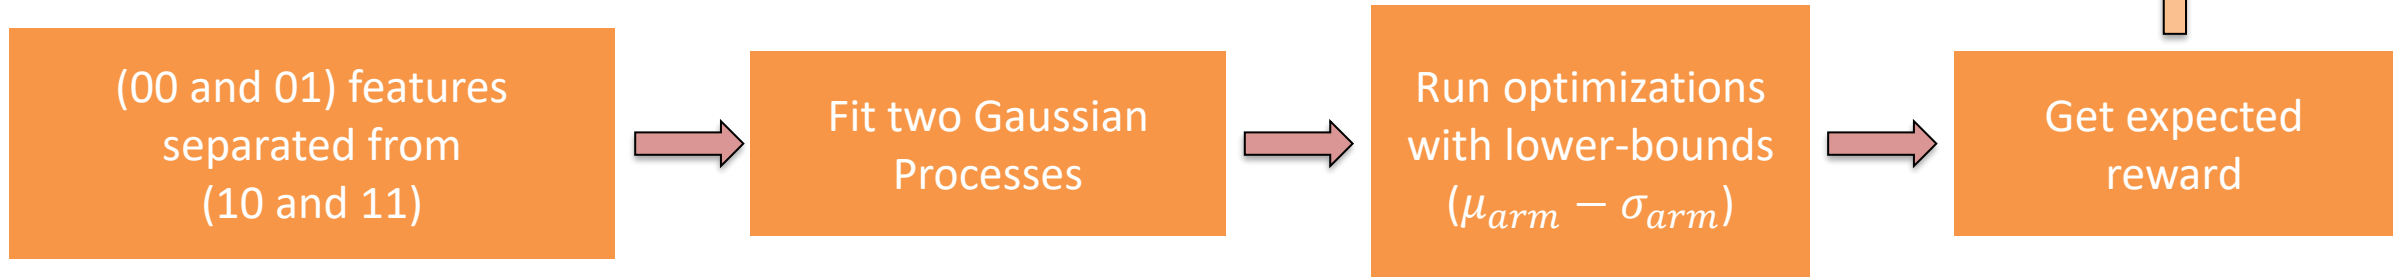 (00 and 01) features
separated from
(10 and 11)
Fit two Gaussian
Processes
Run optimizations
with lower-bounds
(𝜇𝑎𝑟𝑚 − 𝜎𝑎𝑟𝑚)
Get expected
reward